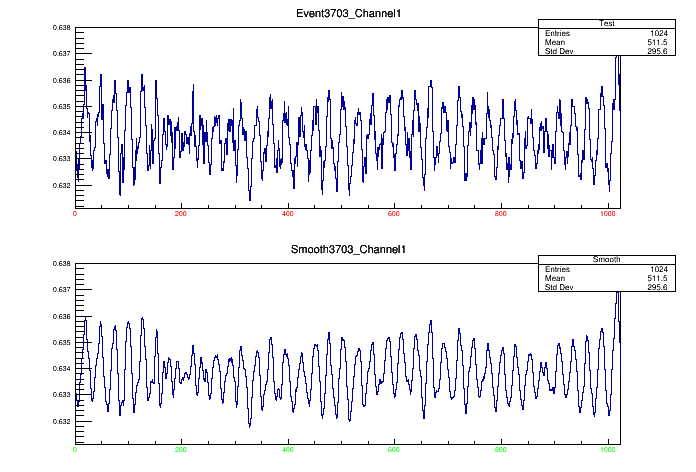 Event3703_Channel1
Test
Entries 1024
Mean 511.5
Std Dev 295.6
0.638
0.637
0.636
0.635
0.634
0.633
0.632
0 200 400 600 800 1000
Smooth3703_Channel1
Smooth
Entries 1024
Mean 511.5
Std Dev 295.6
0.638
0.637
0.636
0.635
0.634
0.633
0.632
0 200 400 600 800 1000